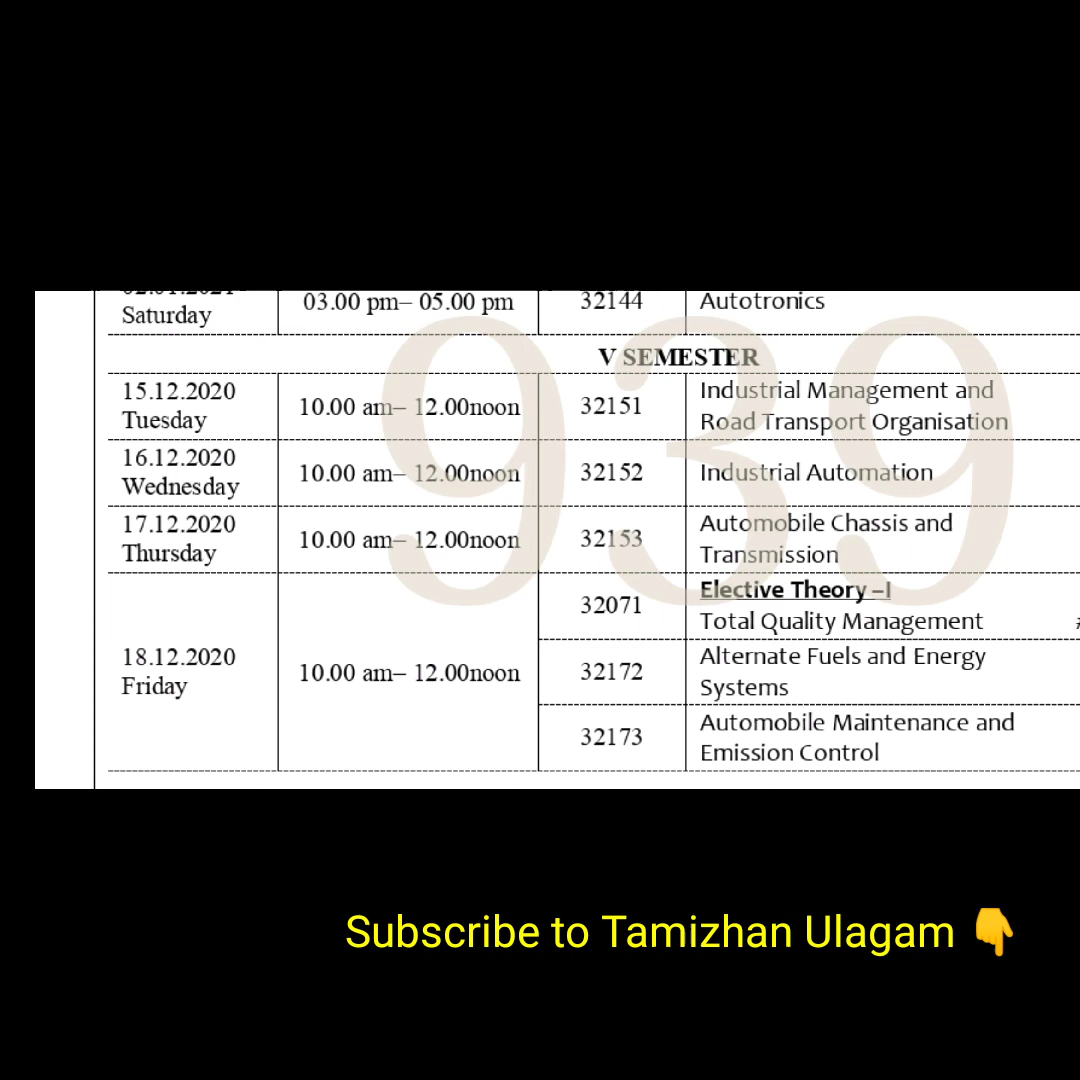 Saturday
03.00 pm– 05.00 pm
32144
Autotronics
V SEMESTER
15.12.2020
Tuesday
10.00 am– 12.00noon
32151
Industrial Management and
Road Transport Organisation
16.12.2020
Wednesday
10.00 am– 12.00noon
32152
Industrial Automation
17.12.2020
Thursday
10.00 am– 12.00noon
32153
Automobile Chassis and
Transmission
18.12.2020
Friday
10.00 am– 12.00noon
32071
Elective Theory –I
Total Quality Management
32172
Alternate Fuels and Energy
Systems
32173
Automobile Maintenance and
Emission Control
939
Subscribe to Tamizhan Ulagam 👇